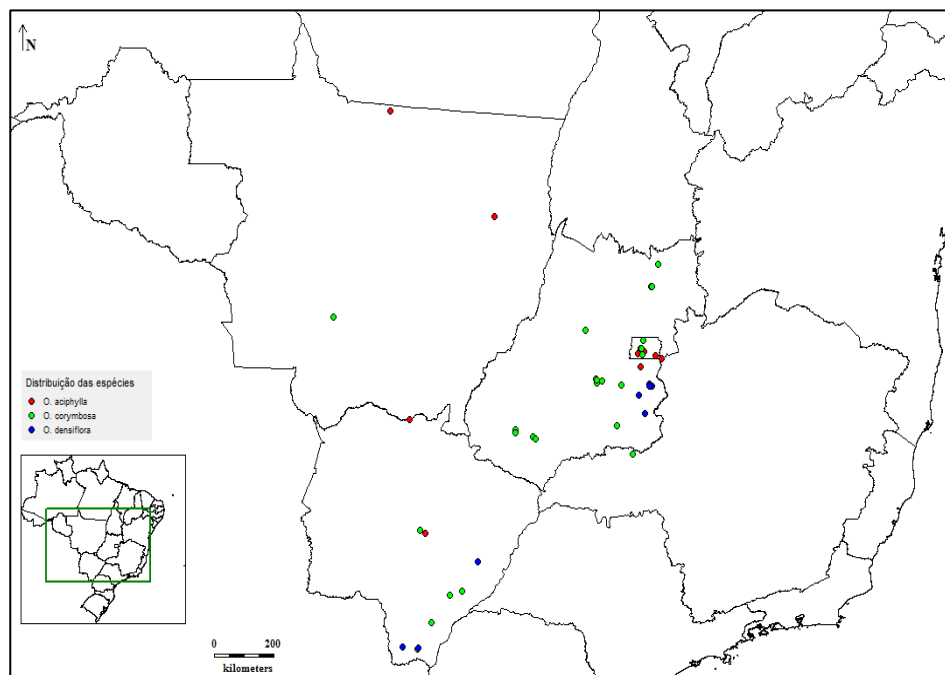 N
Distribuição das espécies
O. aciphylla
O. corymbosa
O. densiflora
0 200
kilometers